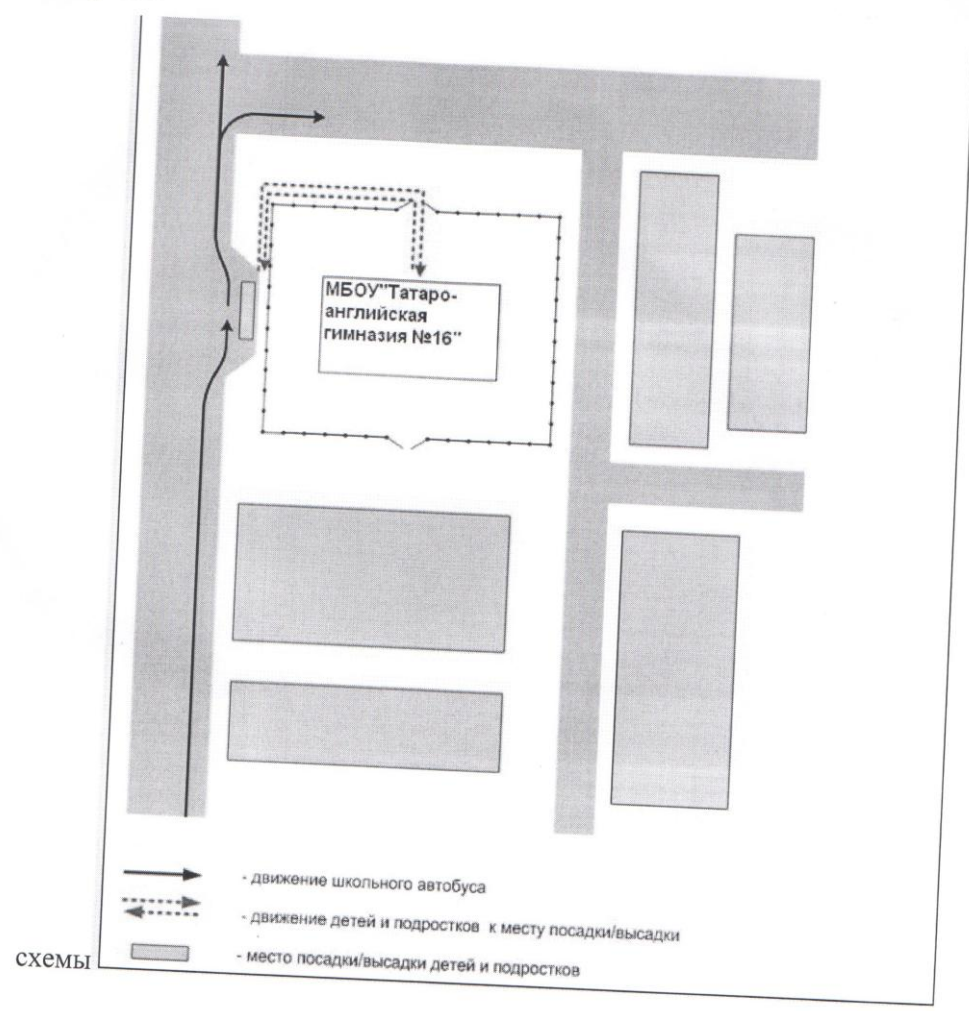 МБОУ"Татаро-
английская
гимназия №16"
- движение школьного автобуса
- движение детей и подростков к месту посадки/высадки
- место посадки/высадки детей и подростков
схемы